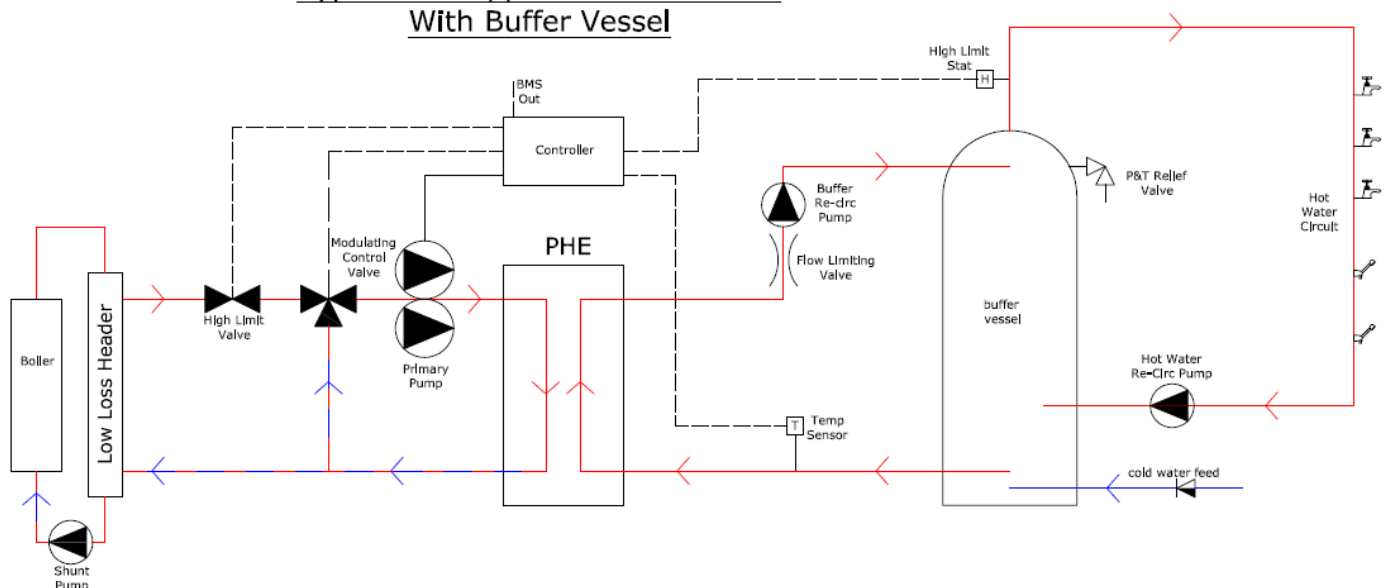 With Buffer Vessel
High Limit
Stat
H
BMS
Out
Controller
P&T Relief
Valve
Buffer
Re-circ
Pump
Hot
Water
Circuit
Modulating
Control
Valve
PHE
Flow Limiting
Valve
High Limit
Valve
buffer
vessel
Boiler
Low Loss Header
Primary
Pump
Hot Water
Re-Circ Pump
T
Temp
Sensor
cold water feed
Shunt
Pump